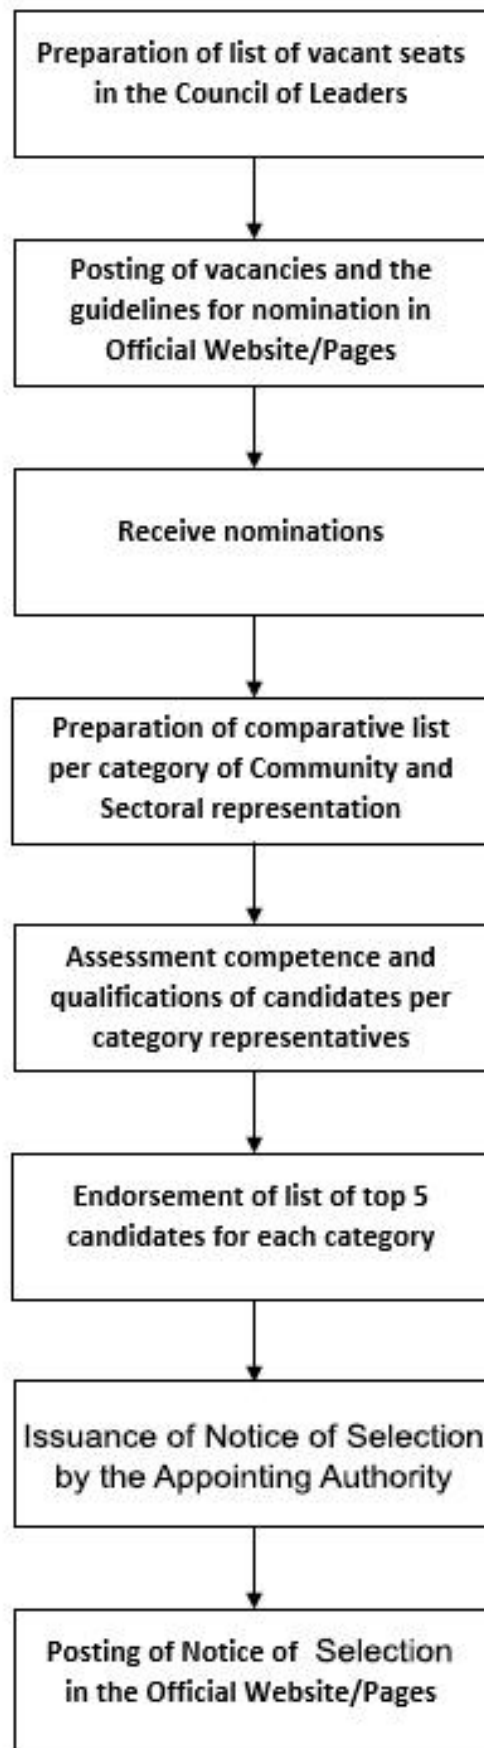 Preparation of list of vacant seats
in the Council of Leaders
Posting of vacancies and the
guidelines for nomination in
Official Website/Pages
Receive nominations
Preparation of comparative list
per category of Community and
Sectoral representation
Assessment competence and
qualifications of candidates per
category representatives
Endorsement of list of top 5
candidates for each category
Issuance of Notice of Selection
by the Appointing Authority
Posting of Notice of Selection
in the Official Website/Pages